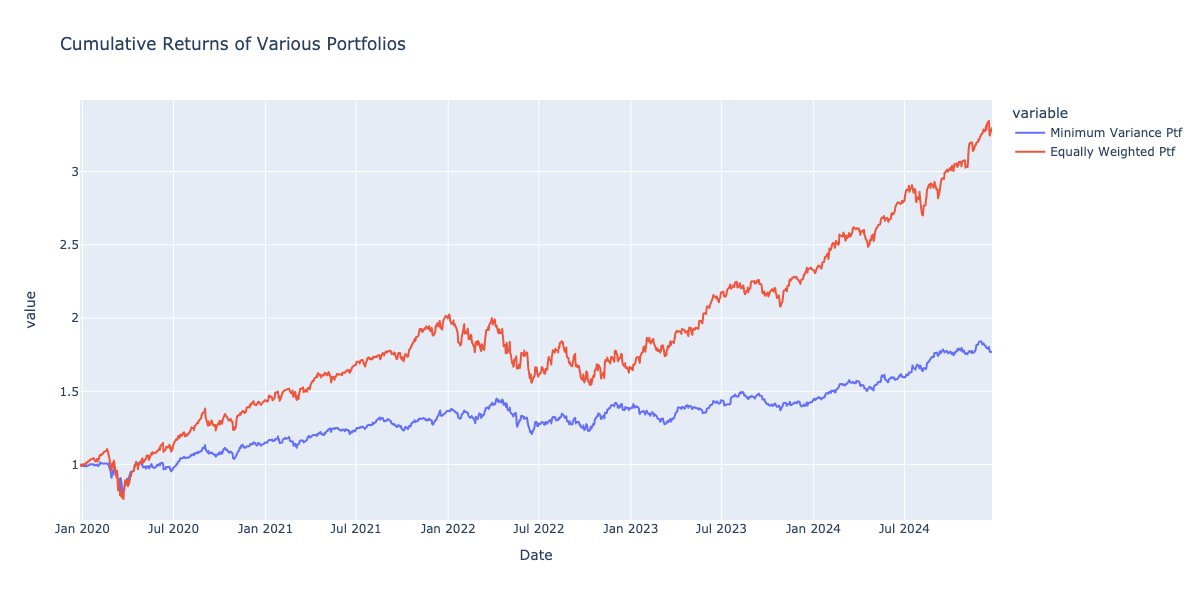 Cumulative Returns of Various Portfolios
variable
Minimum Variance Ptf
Equally Weighted Ptf
value
3
2.5
2
1.5
1
Jan 2020 Jul 2020 Jan 2021 Jul 2021 Jan 2022 Jul 2022 Jan 2023 Jul 2023 Jan 2024 Jul 2024
Date